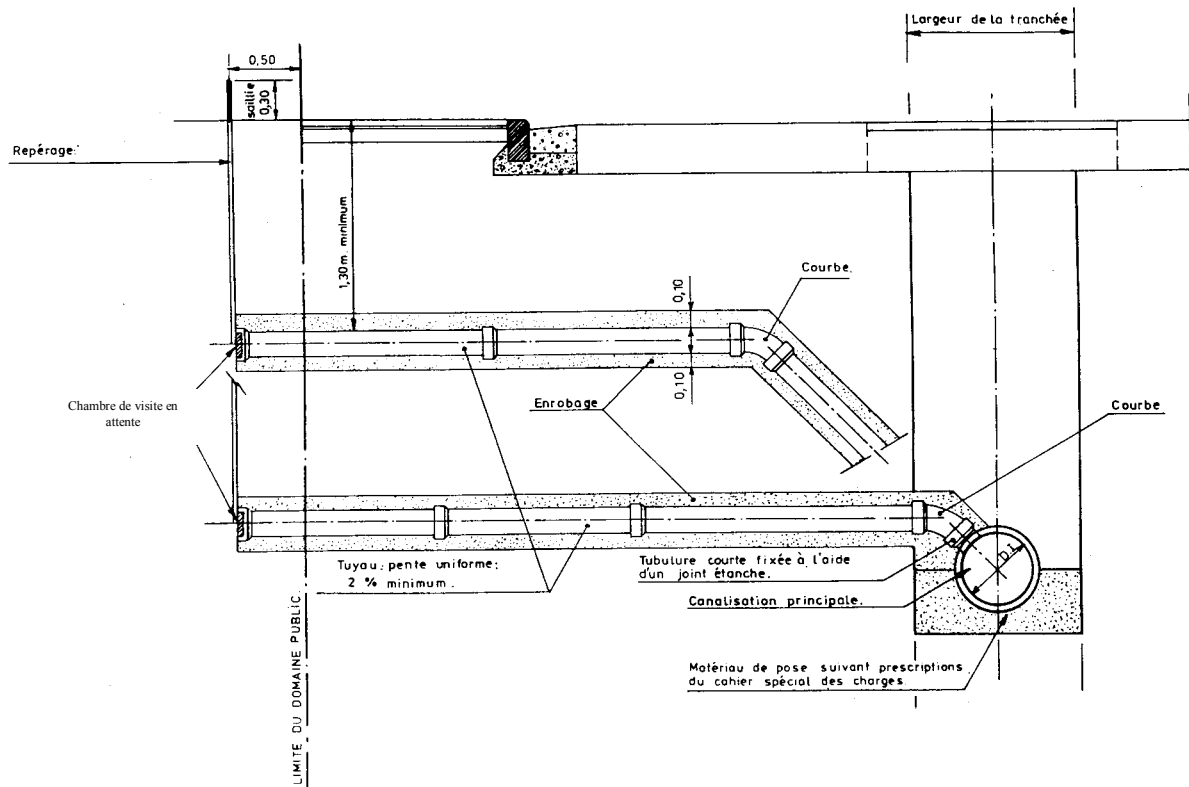 Largeur de la tranchée
0,50
saillie
0,30
Repérage:
1,30 m. minimum
0,10
Courbe.
0,10
Chambre de visite en
attente
Enrobage
Courbe
Tuyau: pente uniforme:
2 % minimum.
Tubulure courte fixée à l'aide
d'un joint étanche.
Canalisation principale.
Matériau de pose suivant prescriptions
du cahier spécial des charges.
LIMITE DU DOMAINE PUBLIC